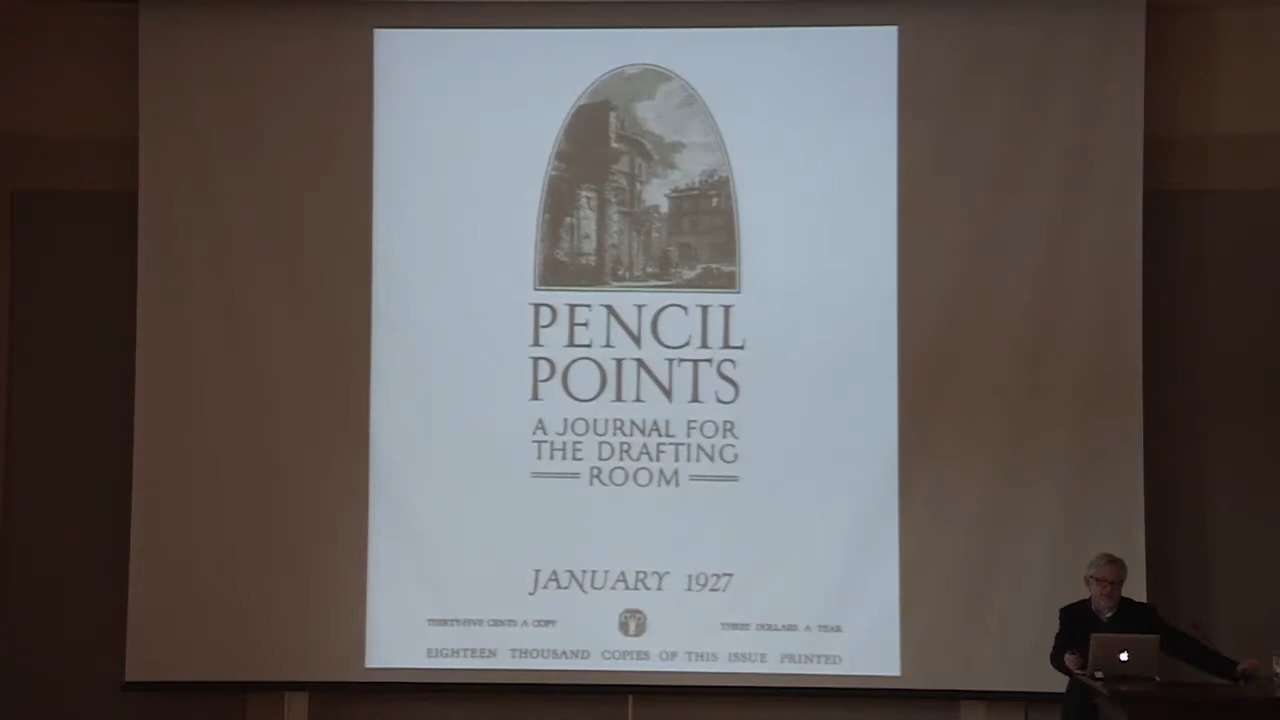 PENCIL
POINTS
A JOURNAL FOR
THE DRAFTING
ROOM
JANUARY 1927
THIRTY-FIVE CENTS A COPY
THREE DOLLARS A YEAR
EIGHTEEN THOUSAND COPIES OF THIS ISSUE PRINTED